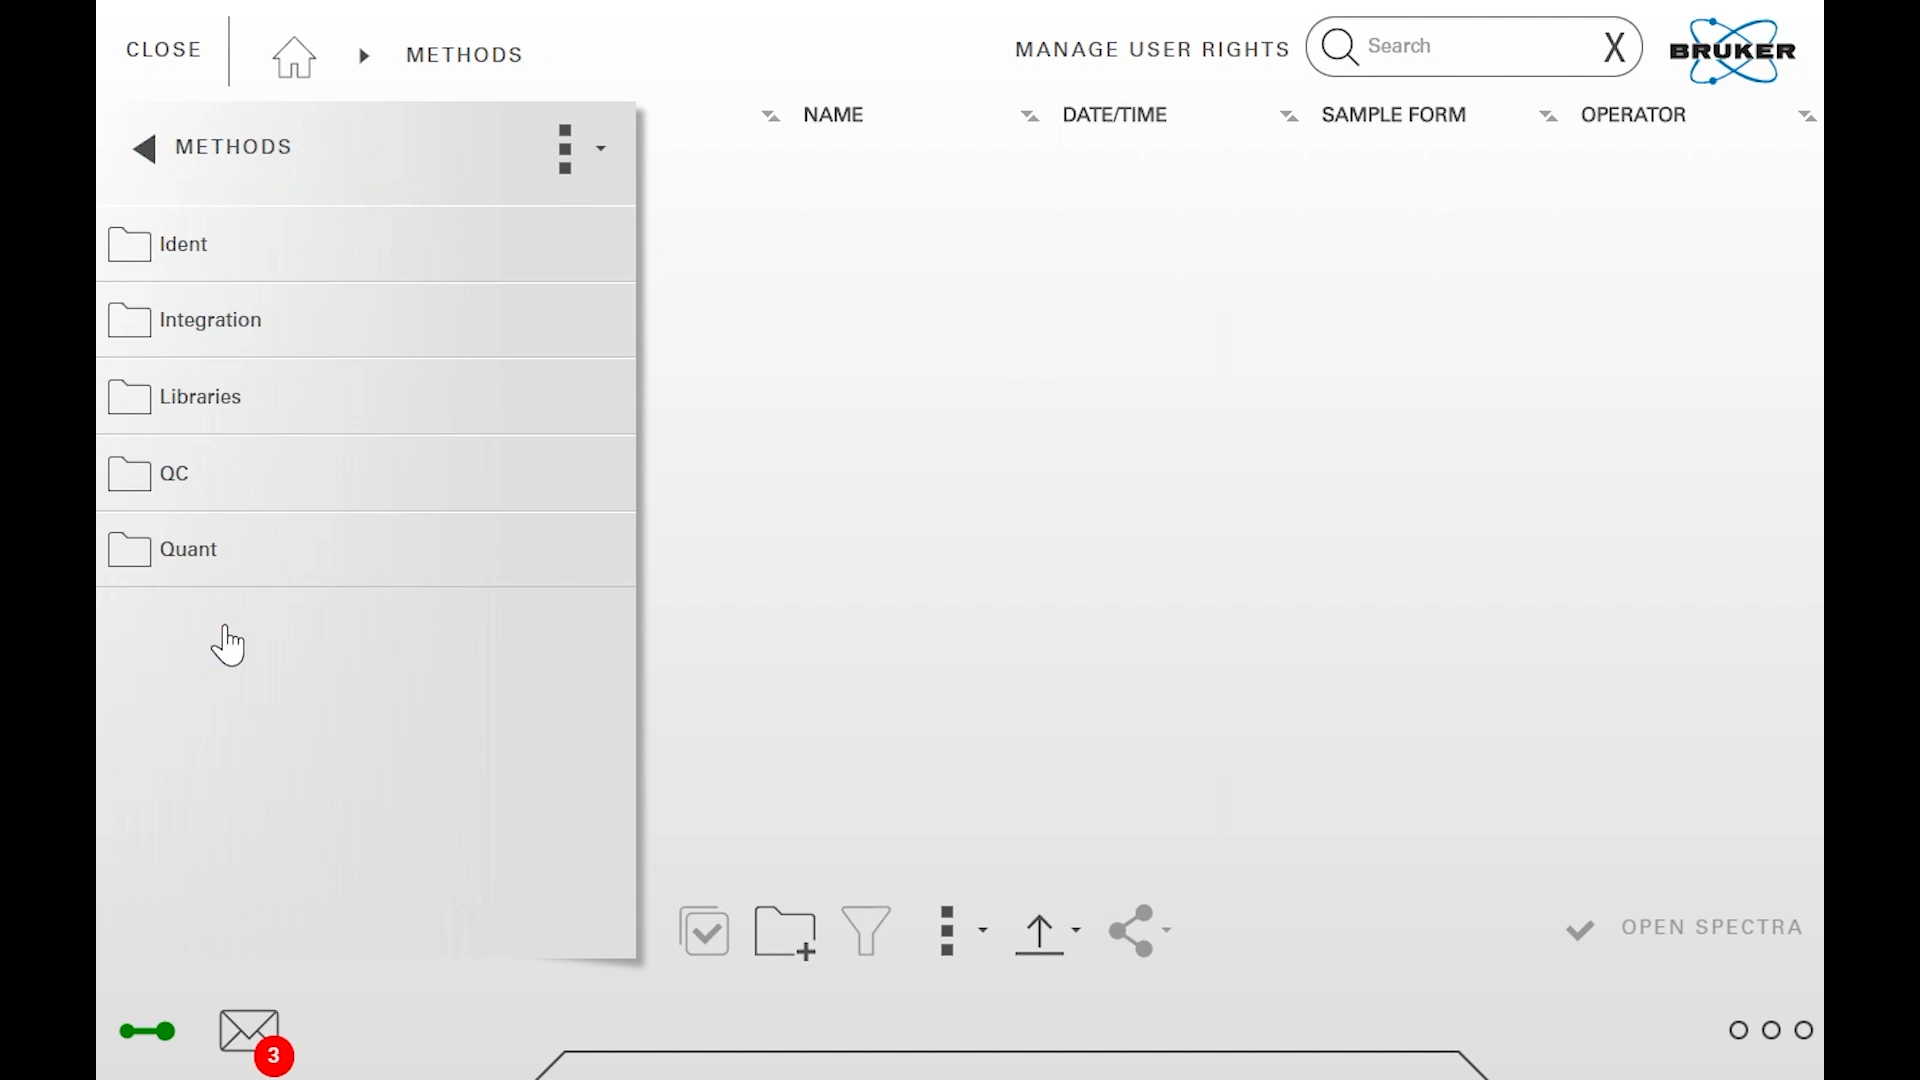 CLOSE
METHODS
MANAGE USER RIGHTS
Search
X
BRUKER
METHODS
NAME
DATE/TIME
SAMPLE FORM
OPERATOR
Ident
Integration
Libraries
QC
Quant
OPEN SPECTRA
3